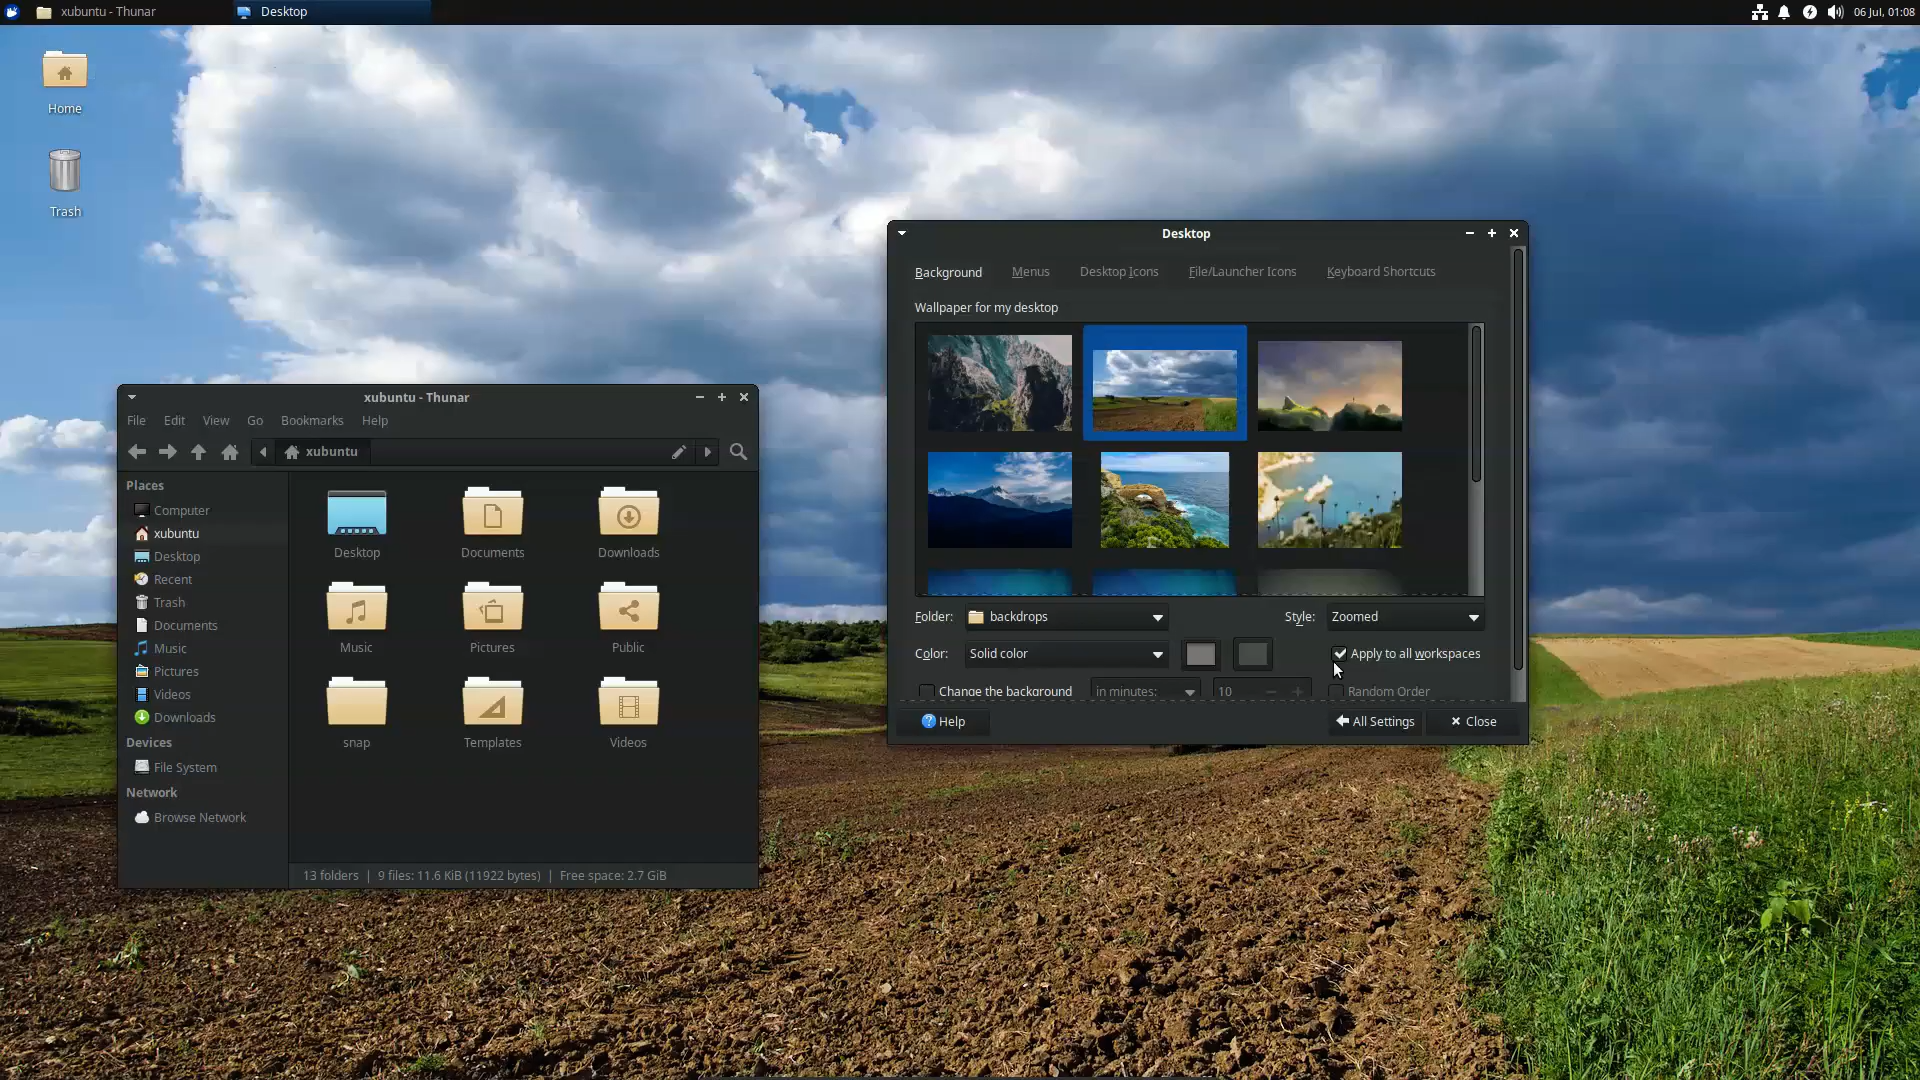 xubuntu - Thunar
Desktop
06 Jul, 01:08
Home
Trash
Desktop
Background Menus Desktop Icons File/Launcher Icons Keyboard Shortcuts
Wallpaper for my desktop
Folder: backdrops Style: Zoomed
Color: Solid color Apply to all workspaces
Change the background in minutes: 10 Random Order
Help All Settings Close
xubuntu - Thunar
File Edit View Go Bookmarks Help
xubuntu
Places
Computer
xubuntu
Desktop
Recent
Trash
Documents
Music
Pictures
Videos
Downloads
Devices
File System
Network
Browse Network
Desktop Documents Downloads
Music Pictures Public
snap Templates Videos
13 folders | 9 files: 11.6 KiB (11922 bytes) | Free space: 2.7 GiB